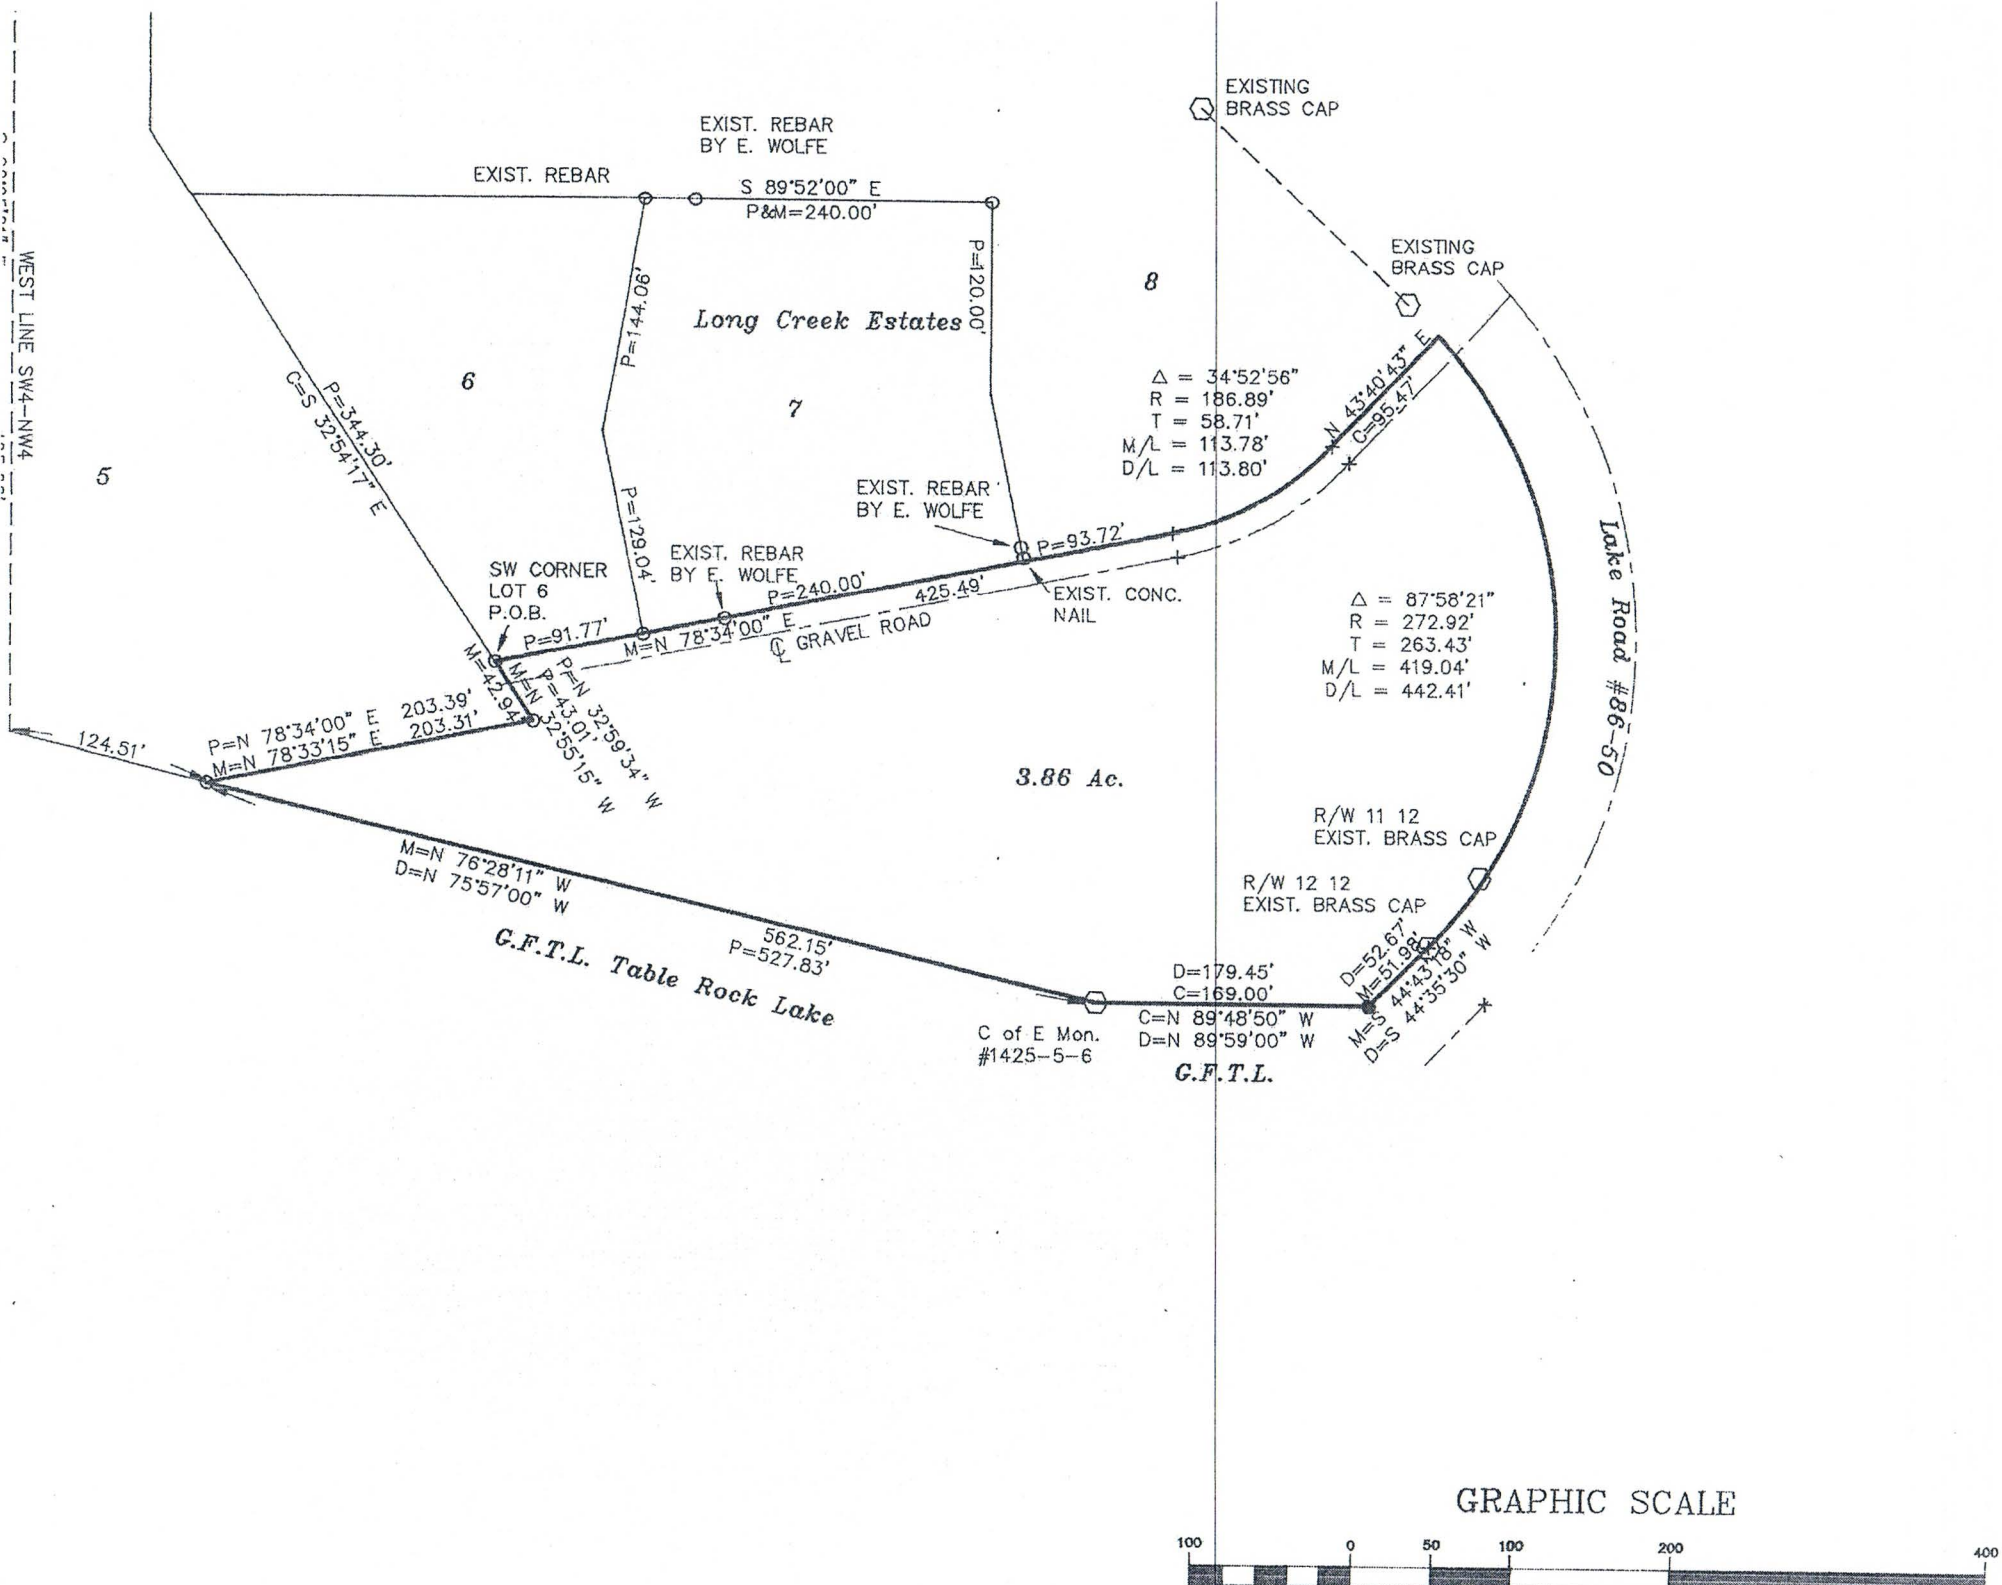 EXISTING
BRASS CAP
EXIST. REBAR
BY E. WOLFE
EXIST. REBAR
S 89°52'00" E
P&M=240.00'
EXISTING
BRASS CAP
WEST LINE SW4-NW4
P=144.06'
P=120.00'
8
Long Creek Estates
6
7
5
P=344.30'
C=S 32°54'17" E
Δ = 34°52'56"
R = 186.89'
T = 58.71'
M/L = 113.78'
D/L = 113.80'
N 43°40'43" E
C=95.47'
EXIST. REBAR
BY E. WOLFE
P=129.04'
P=93.72'
EXIST. REBAR
BY E. WOLFE
SW CORNER
LOT 6
P.O.B.
P=240.00'
425.49'
EXIST. CONC.
NAIL
P=91.77'
M=N 78°34'00" E
GRAVEL ROAD
Lake Road #86-50
Δ = 87°58'21"
R = 272.92'
T = 263.43'
M/L = 419.04'
D/L = 442.41'
M=42.94'
P=N 32°59'34" W
P=43.01'
M=N 32°55'15" W
P=N 78°34'00" E 203.39'
M=N 78°33'15" E 203.31'
124.51'
3.86 Ac.
R/W 11 12
EXIST. BRASS CAP
R/W 12 12
EXIST. BRASS CAP
M=N 76°28'11" W
D=N 75°57'00" W
562.15'
P=527.83'
G.F.T.L. Table Rock Lake
D=52.67'
M=51.98'
M=S 44°43'18" W
D=S 44°35'30" W
D=179.45'
C=169.00'
C=N 89°48'50" W
D=N 89°59'00" W
C of E Mon.
#1425-5-6
G.F.T.L.
GRAPHIC SCALE
100 0 50 100 200 400